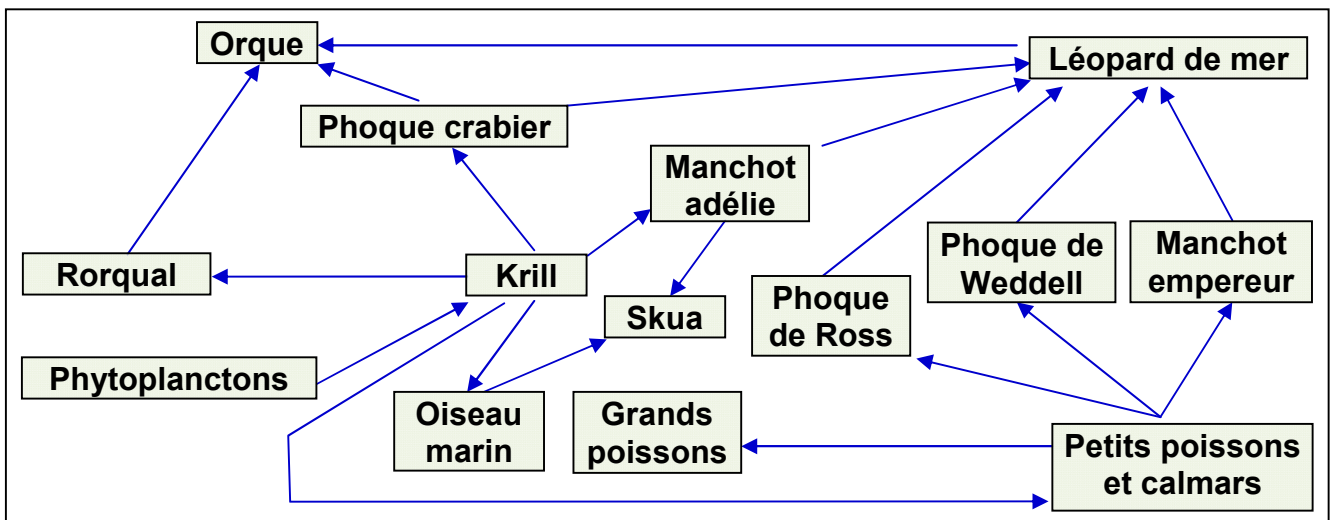 Orque
Léopard de mer
Phoque crabier
Manchot
adélie
Phoque de
Weddell
Manchot
empereur
Rorqual
Krill
Skua
Phoque
de Ross
Phytoplanctons
Oiseau
marin
Grands
poissons
Petits poissons
et calmars